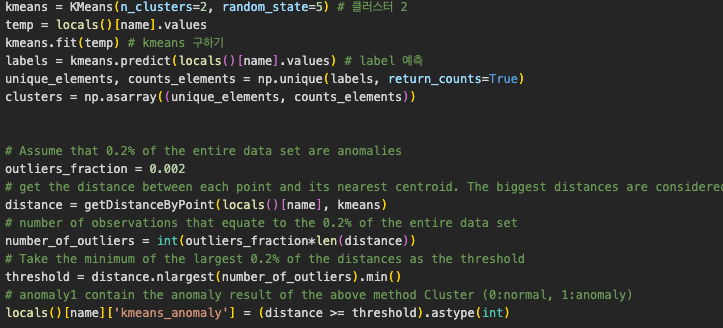 kmeans = KMeans(n_clusters=2, random_state=5) # 클러스터 2
temp = locals()[name].values
kmeans.fit(temp) # kmeans 구하기
labels = kmeans.predict(locals()[name].values) # label 예측
unique_elements, counts_elements = np.unique(labels, return_counts=True)
clusters = np.asarray((unique_elements, counts_elements))
# Assume that 0.2% of the entire data set are anomalies
outliers_fraction = 0.002
# get the distance between each point and its nearest centroid. The biggest distances are considered
distance = getDistanceByPoint(locals()[name], kmeans)
# number of observations that equate to the 0.2% of the entire data set
number_of_outliers = int(outliers_fraction*len(distance))
# Take the minimum of the largest 0.2% of the distances as the threshold
threshold = distance.nlargest(number_of_outliers).min()
# anomaly1 contain the anomaly result of the above method Cluster (0:normal, 1:anomaly)
locals()[name]['kmeans_anomaly'] = (distance >= threshold).astype(int)